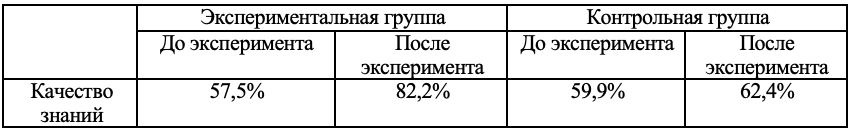 Экспериментальная группа Контрольная группа
До эксперимента После эксперимента До эксперимента После эксперимента
Качество знаний 57,5% 82,2% 59,9% 62,4%